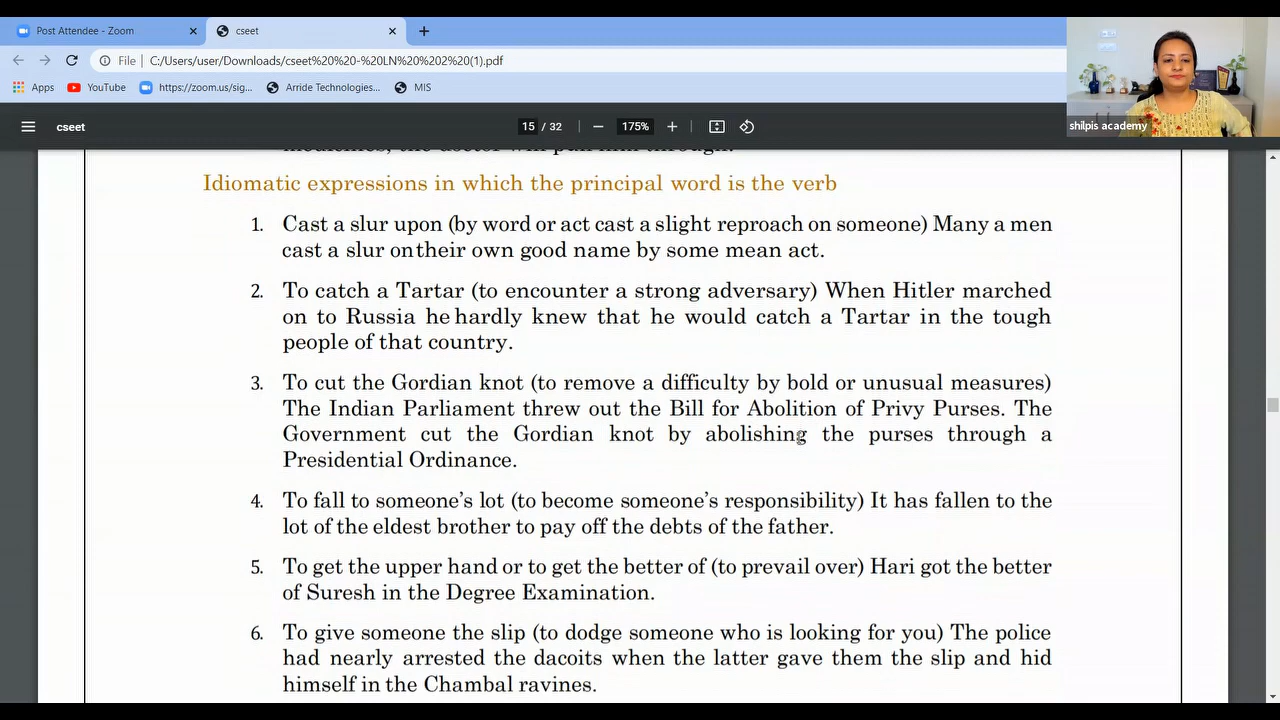 Post Attendee - Zoom
cseet
File
C:/Users/user/Downloads/cseet%20%20-%20LN%20%202%20(1).pdf
Apps
YouTube
https://zoom.us/sig...
Arride Technologies...
MIS
cseet
15 / 32
175%
shilpis academy
Idiomatic expressions in which the principal word is the verb
1. Cast a slur upon (by word or act cast a slight reproach on someone) Many a men
cast a slur on their own good name by some mean act.
2. To catch a Tartar (to encounter a strong adversary) When Hitler marched
on to Russia he hardly knew that he would catch a Tartar in the tough
people of that country.
3. To cut the Gordian knot (to remove a difficulty by bold or unusual measures)
The Indian Parliament threw out the Bill for Abolition of Privy Purses. The
Government cut the Gordian knot by abolishing the purses through a
Presidential Ordinance.
4. To fall to someone's lot (to become someone's responsibility) It has fallen to the
lot of the eldest brother to pay off the debts of the father.
5. To get the upper hand or to get the better of (to prevail over) Hari got the better
of Suresh in the Degree Examination.
6. To give someone the slip (to dodge someone who is looking for you) The police
had nearly arrested the dacoits when the latter gave them the slip and hid
himself in the Chambal ravines.